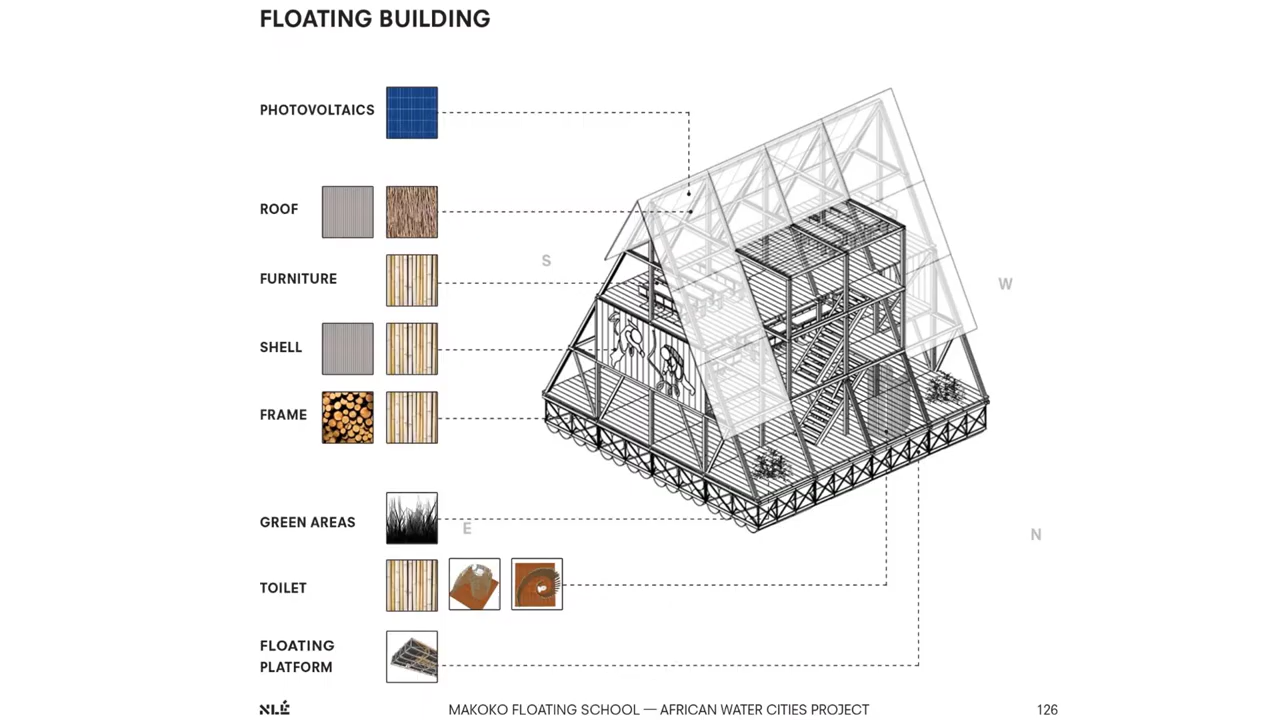 FLOATING BUILDING
PHOTOVOLTAICS
ROOF
S
FURNITURE
W
SHELL
FRAME
GREEN AREAS
E
N
TOILET
FLOATING
PLATFORM
NLÉ
MAKOKO FLOATING SCHOOL — AFRICAN WATER CITIES PROJECT
126